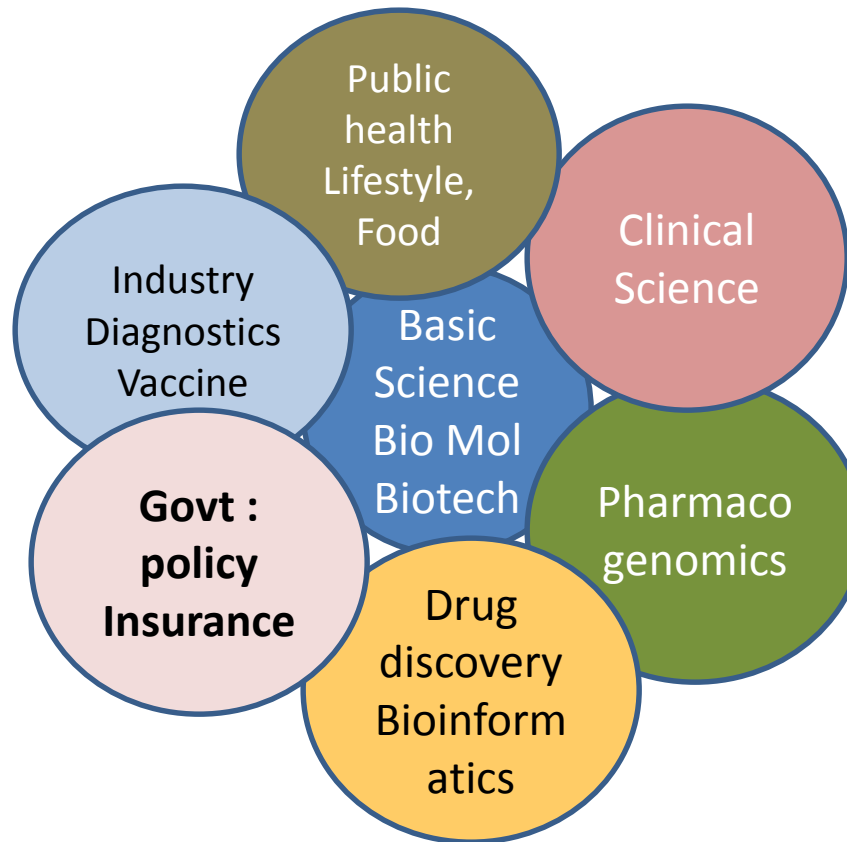 Public
health
Lifestyle,
Food
Clinical
Science
Industry
Diagnostics
Vaccine
Basic
Science
Bio Mol
Biotech
Govt :
policy
Insurance
Pharmaco
genomics
Drug
discovery
Bioinform
atics